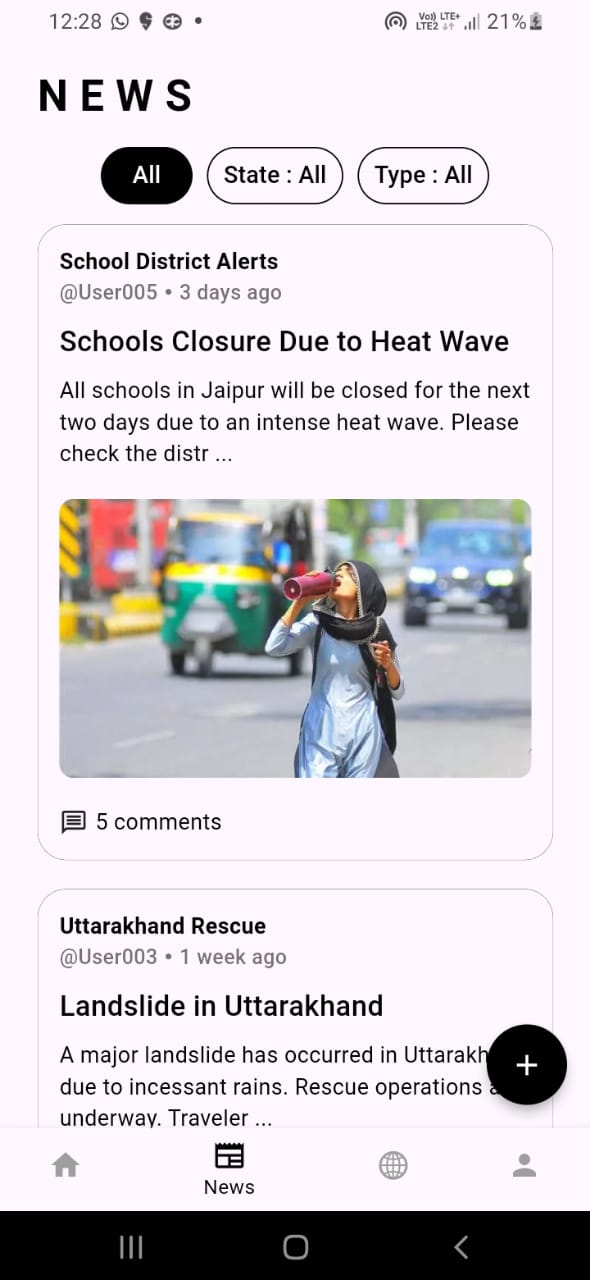 12:28
Vo)) LTE+
LTE2
21%
NEWS
All
State : All
Type : All
School District Alerts
@User005 • 3 days ago
Schools Closure Due to Heat Wave
All schools in Jaipur will be closed for the next
two days due to an intense heat wave. Please
check the distr ...
5 comments
Uttarakhand Rescue
@User003 • 1 week ago
Landslide in Uttarakhand
A major landslide has occurred in Uttarakh
due to incessant rains. Rescue operations a
underway. Traveler ...
+
News